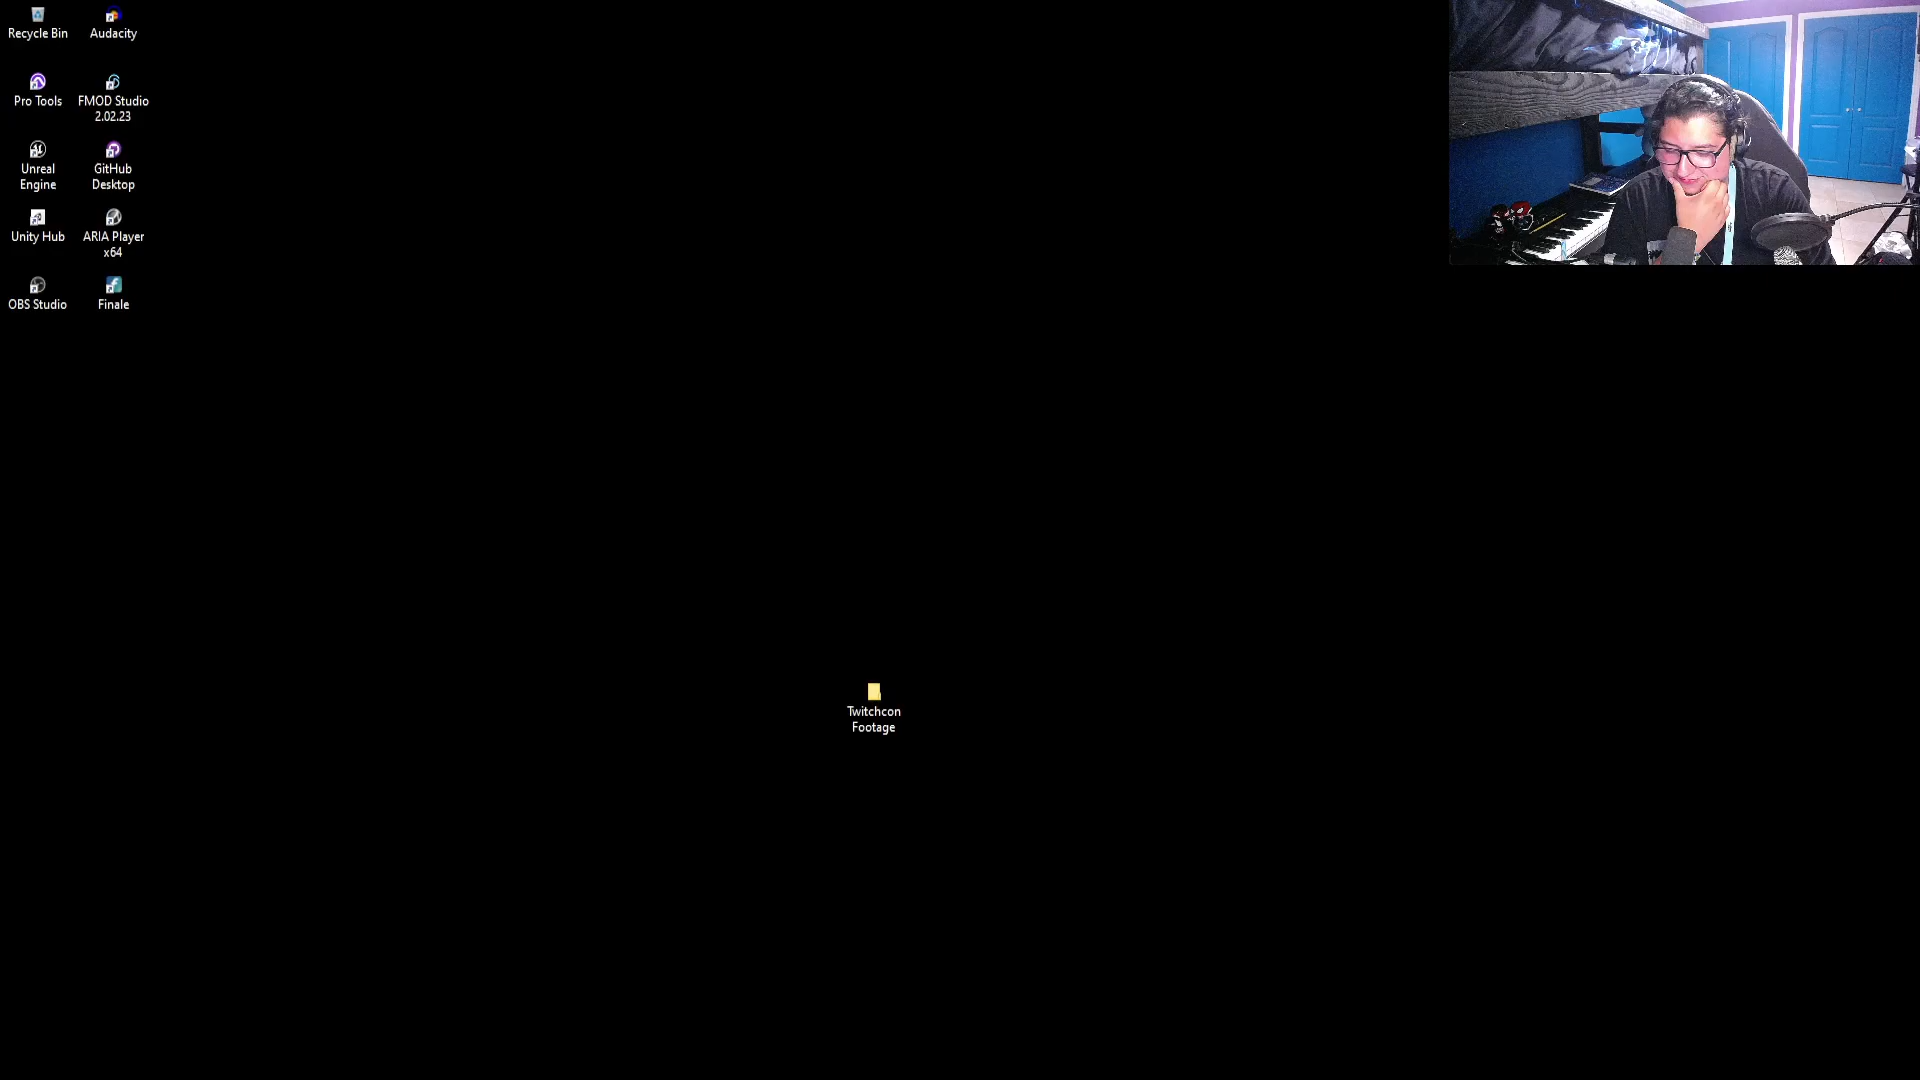 Recycle Bin
Audacity
Pro Tools
FMOD Studio
2.02.23
Unreal
Engine
GitHub
Desktop
Unity Hub
ARIA Player
x64
OBS Studio
Finale
Twitchcon
Footage